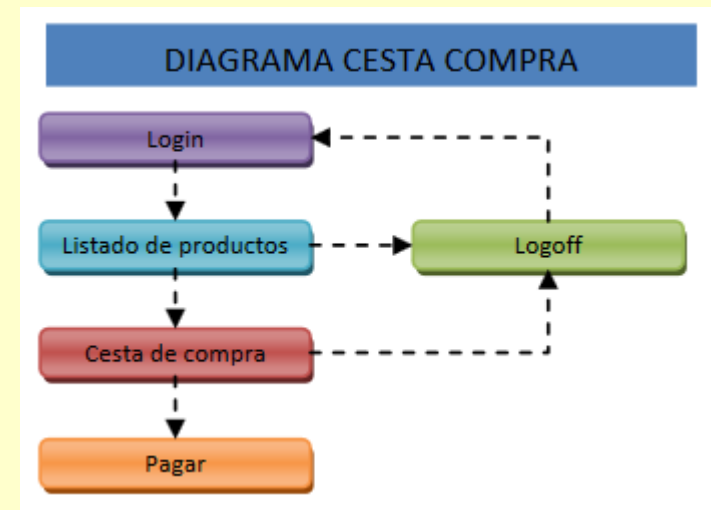 DIAGRAMA CESTA COMPRA
Login
Listado de productos
Logoff
Cesta de compra
Pagar